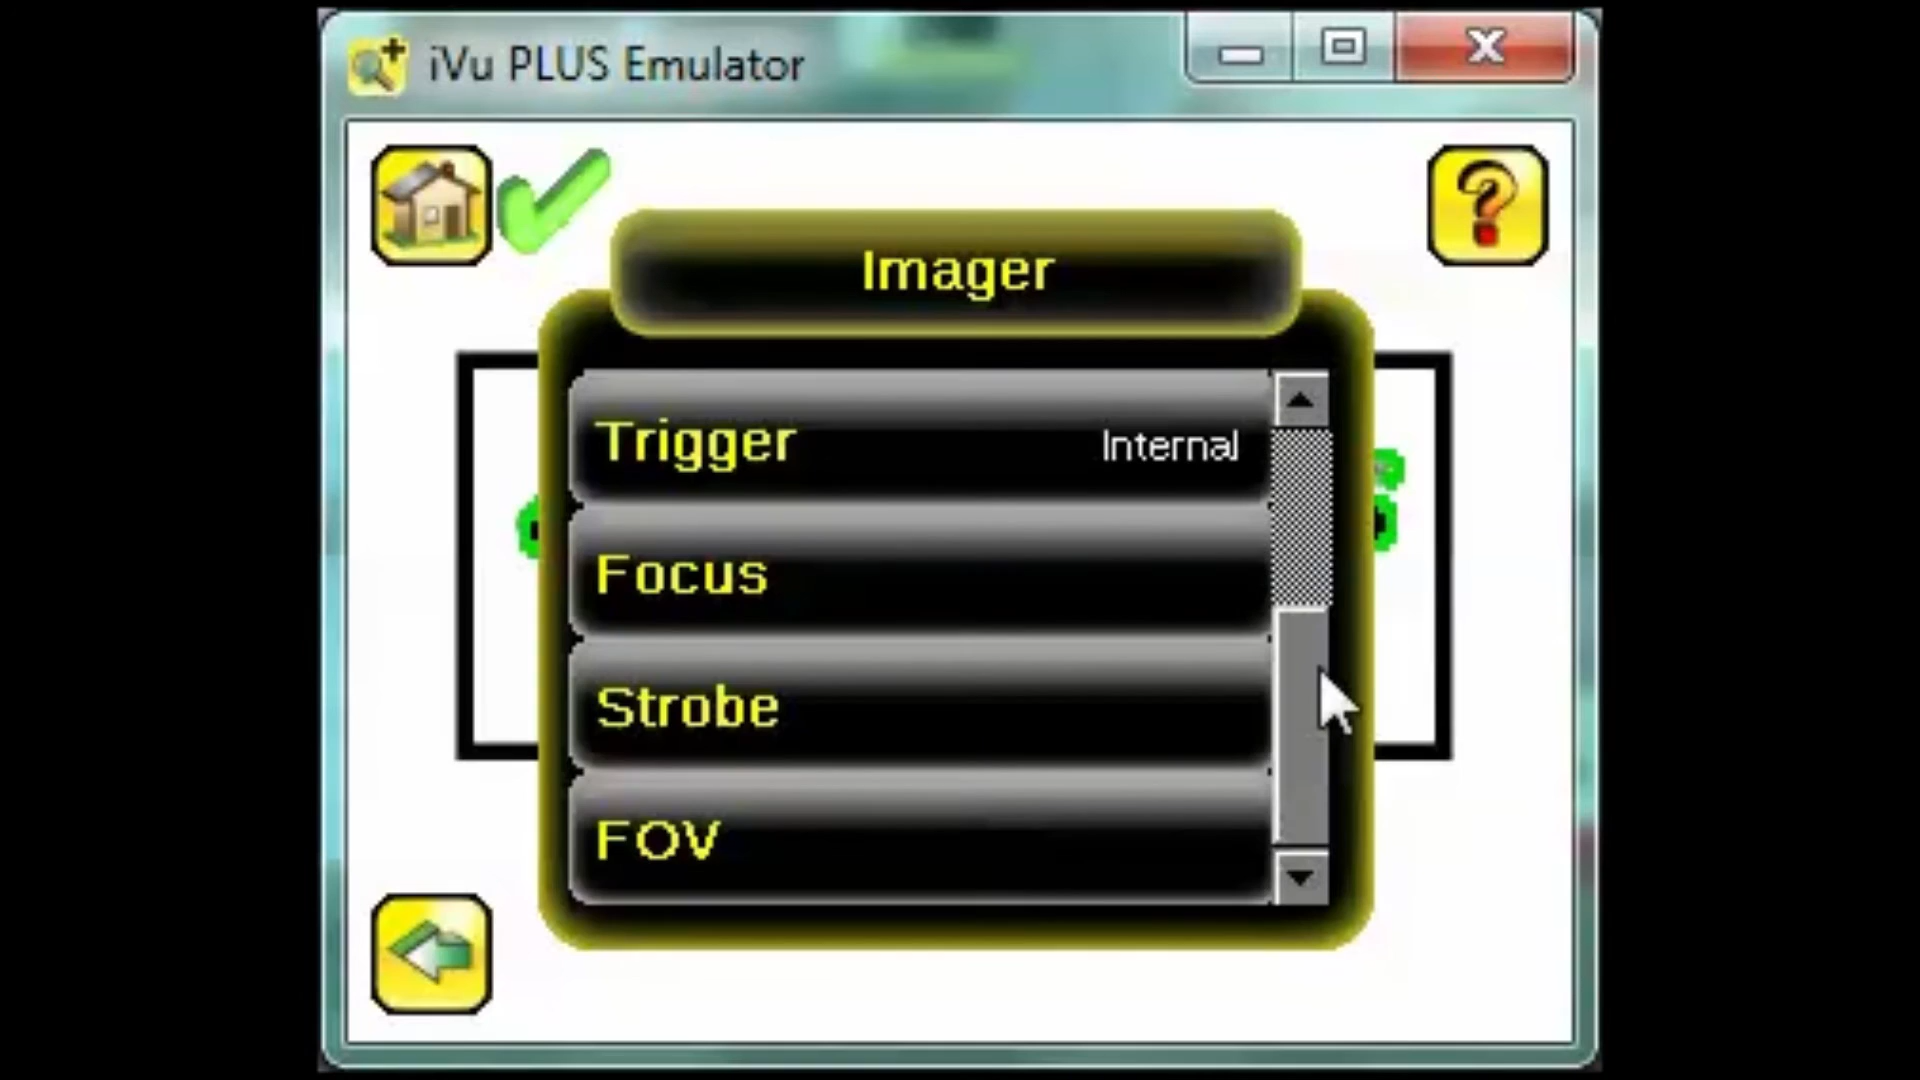 iVu PLUS Emulator
Imager
Trigger Internal
Focus
Strobe
FOV